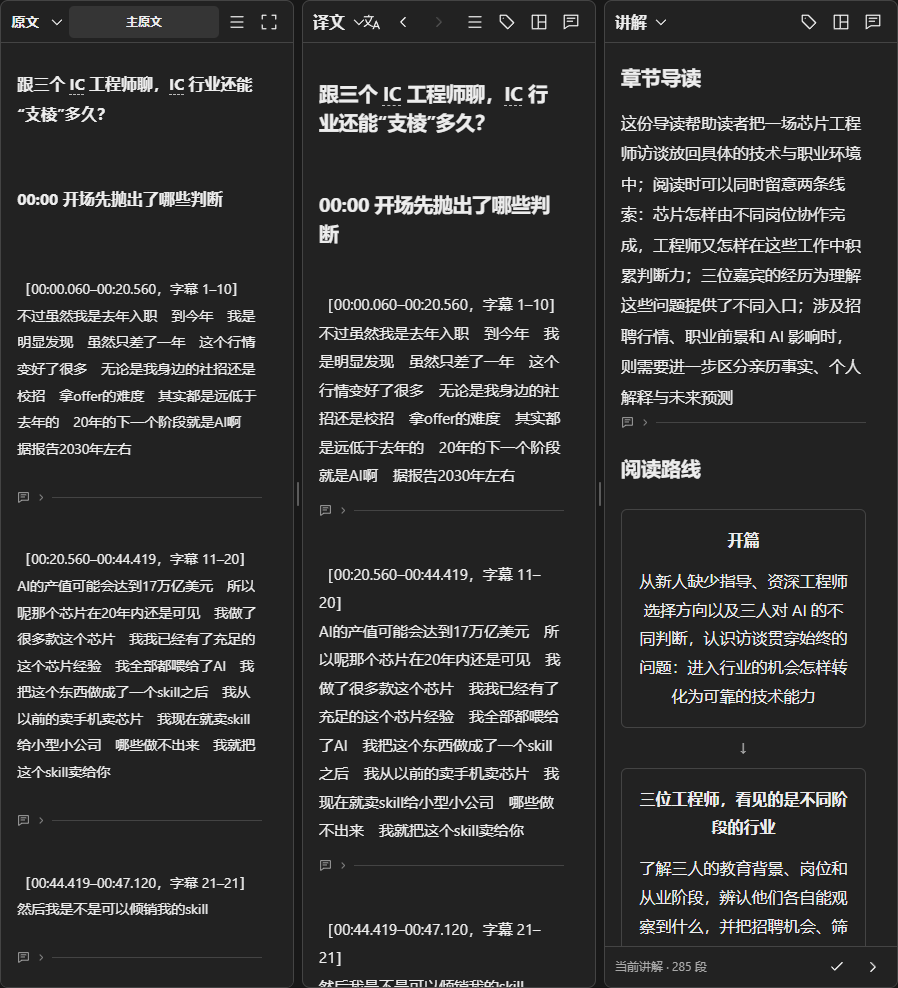 原文
主原文
跟三个 IC 工程师聊，IC 行业还能
“支棱”多久？
00:00 开场先抛出了哪些判断
[00:00.060–00:20.560，字幕 1–10]
不过虽然我是去年入职　到今年　我是
明显发现　虽然只差了一年　这个行情
变好了很多　无论是我身边的社招还是
校招　拿offer的难度　其实都是远低于
去年的　20年的下一个阶段就是AI啊
据报告2030年左右
[00:20.560–00:44.419，字幕 11–20]
AI的产值可能会达到17万亿美元　所以
呢那个芯片在20年内还是可见　我做了
很多款这个芯片　我我已经有了充足的
这个芯片经验　我全部都喂给了AI　我
把这个东西做成了一个skill之后　我从
以前的卖手机卖芯片　我现在就卖skill
给小型小公司　哪些做不出来　我就把
这个skill卖给你
[00:44.419–00:47.120，字幕 21–21]
然后我是不是可以倾销我的skill
译文
跟三个 IC 工程师聊，IC 行
业还能“支棱”多久？
00:00 开场先抛出了哪些判
断
[00:00.060–00:20.560，字幕 1–10]
不过虽然我是去年入职　到今年　我
是明显发现　虽然只差了一年　这个
行情变好了很多　无论是我身边的社
招还是校招　拿offer的难度　其实都
是远低于去年的　20年的下一个阶段
就是AI啊　据报告2030年左右
[00:20.560–00:44.419，字幕 11–
20]
AI的产值可能会达到17万亿美元　所
以呢那个芯片在20年内还是可见　我
做了很多款这个芯片　我我已经有了
充足的这个芯片经验　我全部都喂给
了AI　我把这个东西做成了一个skill
之后　我从以前的卖手机卖芯片　我
现在就卖skill给小型小公司　哪些做
不出来　我就把这个skill卖给你
[00:44.419–00:47.120，字幕 21–
21]
然后我是不是可以倾销我的skill
讲解
章节导读
这份导读帮助读者把一场芯片工程
师访谈放回具体的技术与职业环境
中；阅读时可以同时留意两条线
索：芯片怎样由不同岗位协作完
成，工程师又怎样在这些工作中积
累判断力；三位嘉宾的经历为理解
这些问题提供了不同入口；涉及招
聘行情、职业前景和 AI 影响时，
则需要进一步区分亲历事实、个人
解释与未来预测
阅读路线
开篇
从新人缺少指导、资深工程师
选择方向以及三人对 AI 的不
同判断，认识访谈贯穿始终的
问题：进入行业的机会怎样转
化为可靠的技术能力
↓
三位工程师，看见的是不同阶
段的行业
了解三人的教育背景、岗位和
从业阶段，辨认他们各自能观
察到什么，并把招聘机会、筛
当前讲解 · 285 段